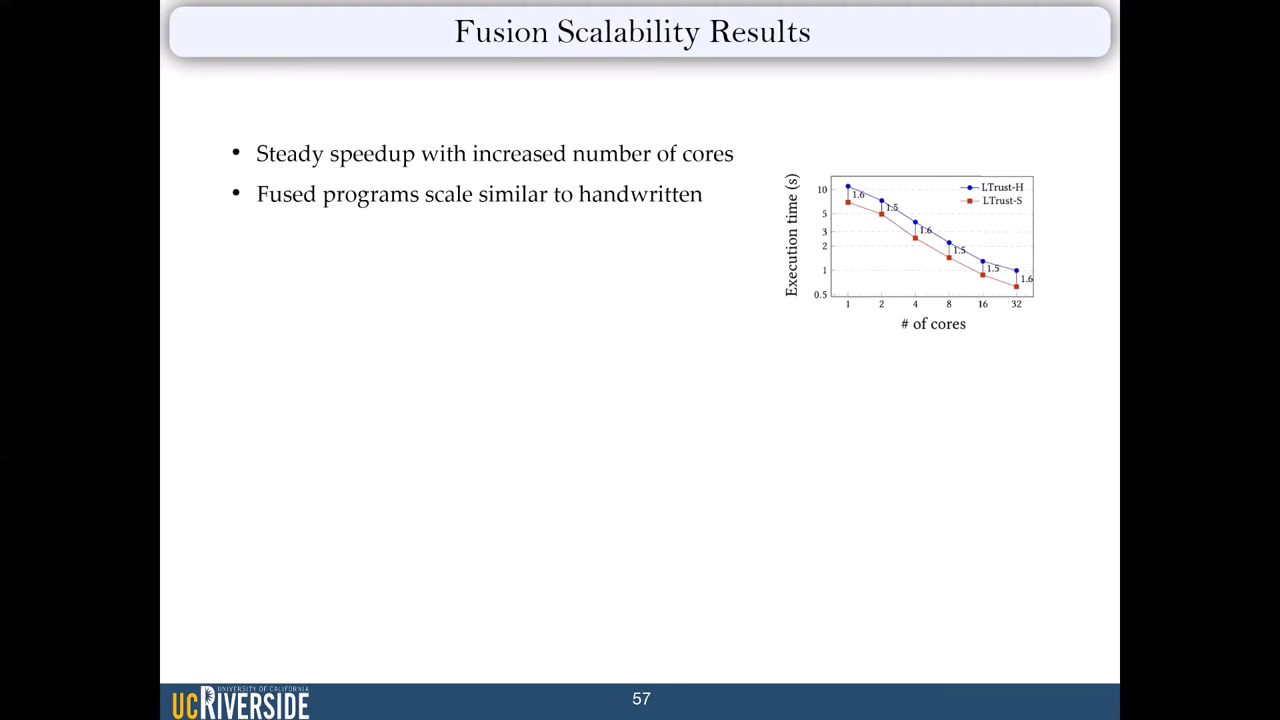 Fusion Scalability Results
• Steady speedup with increased number of cores
• Fused programs scale similar to handwritten
Execution time (s)
10
5
3
2
1
0.5
LTrust-H
LTrust-S
1.6
1.5
1.6
1.5
1.5
1.6
1 2 4 8 16 32
# of cores
UNIVERSITY OF CALIFORNIA
UCRIVERSIDE
57